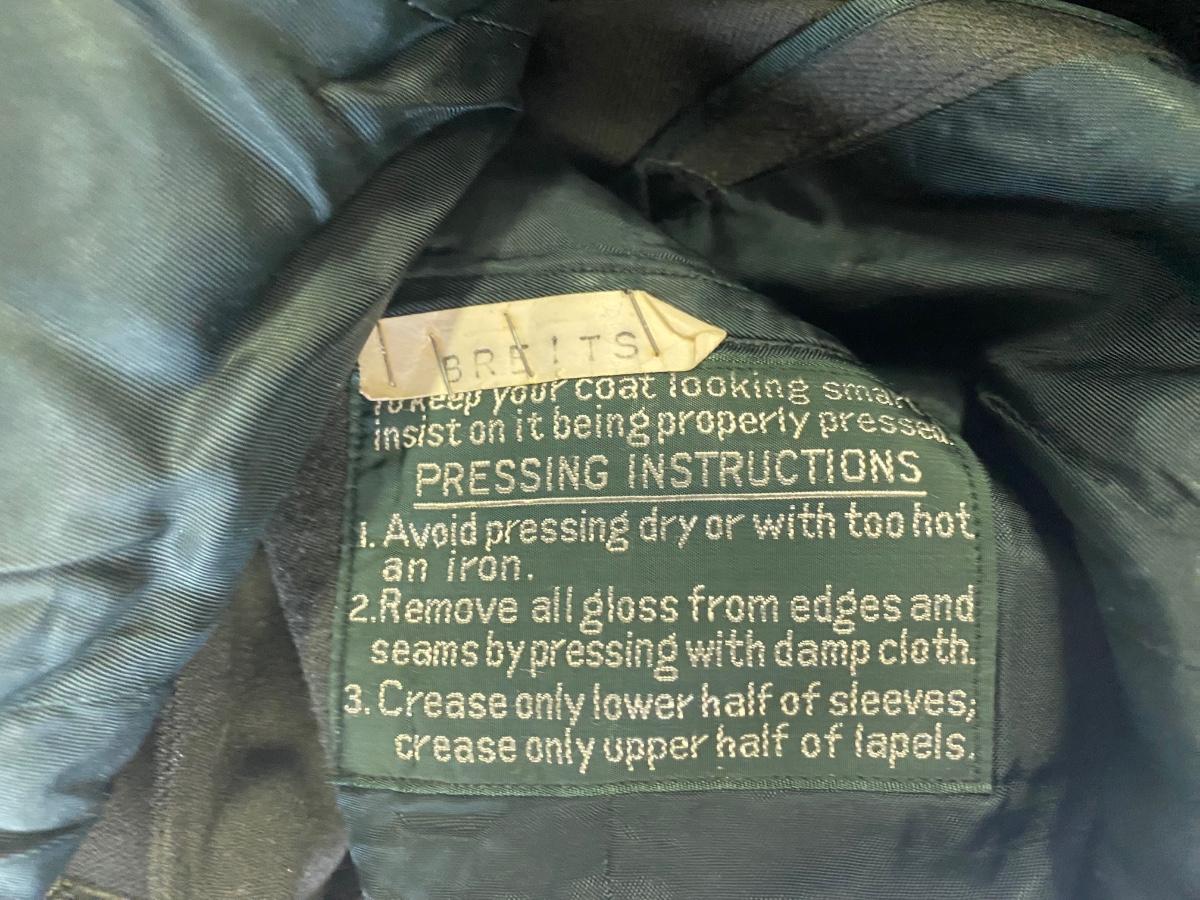 BREITS
To keep your coat looking smart
insist on it being properly pressed.
PRESSING INSTRUCTIONS
1. Avoid pressing dry or with too hot
an iron.
2. Remove all gloss from edges and
seams by pressing with damp cloth.
3. Crease only lower half of sleeves;
crease only upper half of lapels.